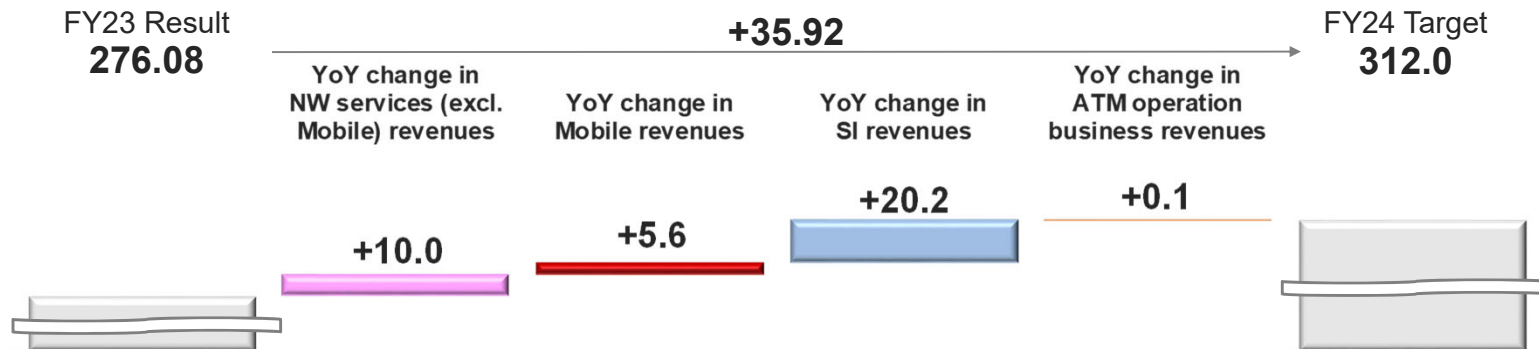 FY23 Result
276.08
+35.92
FY24 Target
312.0
YoY change in
NW services (excl.
Mobile) revenues
YoY change in
Mobile revenues
YoY change in
SI revenues
YoY change in
ATM operation
business revenues
+10.0
+5.6
+20.2
+0.1